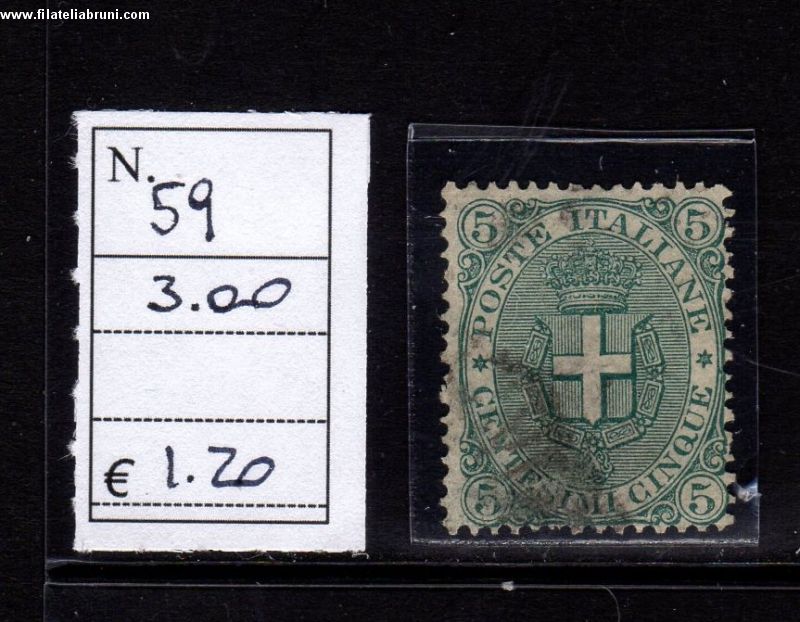 www.filateliabruni.com
N.
59
3.00
€ 1.20
5 5
POSTE ITALIANE
CENTESIMI CINQUE
5 5